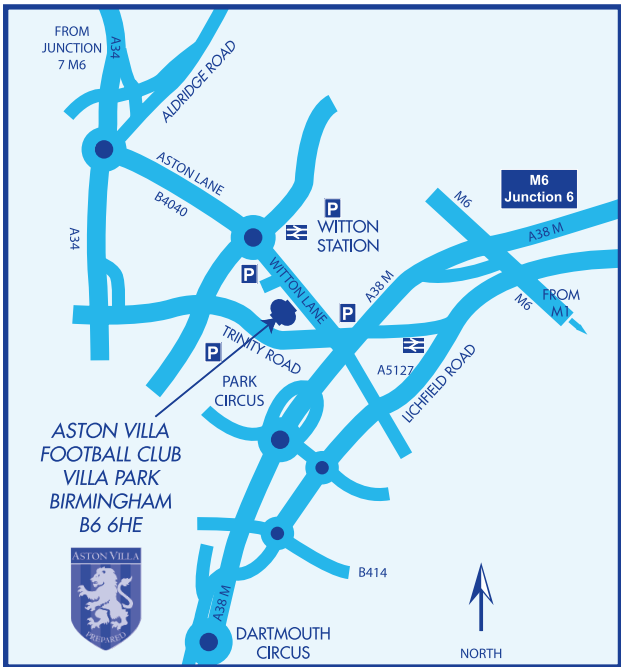 FROM
JUNCTION
7 M6
A34
ALDRIDGE ROAD
ASTON LANE
B4040
A34
P
WITTON
STATION
M6
Junction 6
M6
A38 M
P
WITTON LANE
A38 M
M6
FROM
M1
P
TRINITY ROAD
P
A5127
LICHFIELD ROAD
PARK
CIRCUS
ASTON VILLA
FOOTBALL CLUB
VILLA PARK
BIRMINGHAM
B6 6HE
ASTON VILLA
PREPARED
B414
A38 M
DARTMOUTH
CIRCUS
NORTH